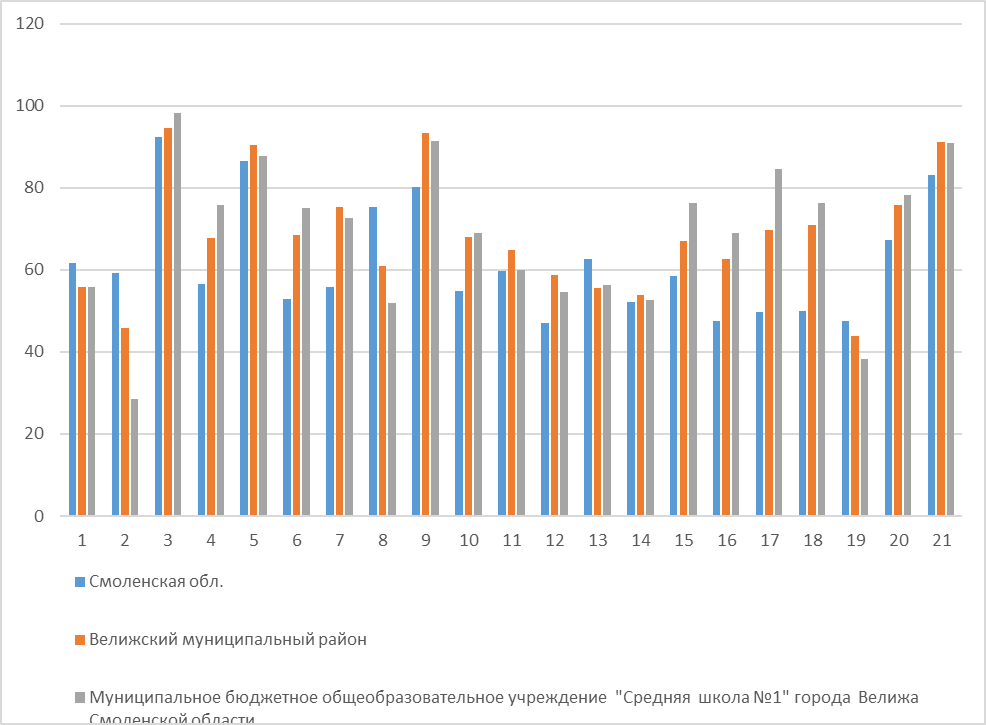 120
100
80
60
40
20
0
1 2 3 4 5 6 7 8 9 10 11 12 13 14 15 16 17 18 19 20 21
Смоленская обл.
Велижский муниципальный район
Муниципальное бюджетное общеобразовательное учреждение "Средняя школа №1" города Велижа
Смоленской области